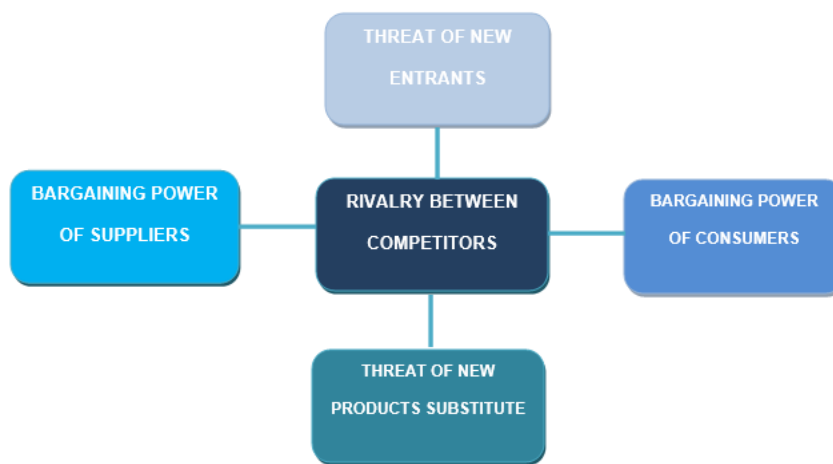 THREAT OF NEW
ENTRANTS
BARGAINING POWER
OF SUPPLIERS
RIVALRY BETWEEN
COMPETITORS
BARGAINING POWER
OF CONSUMERS
THREAT OF NEW
PRODUCTS SUBSTITUTE